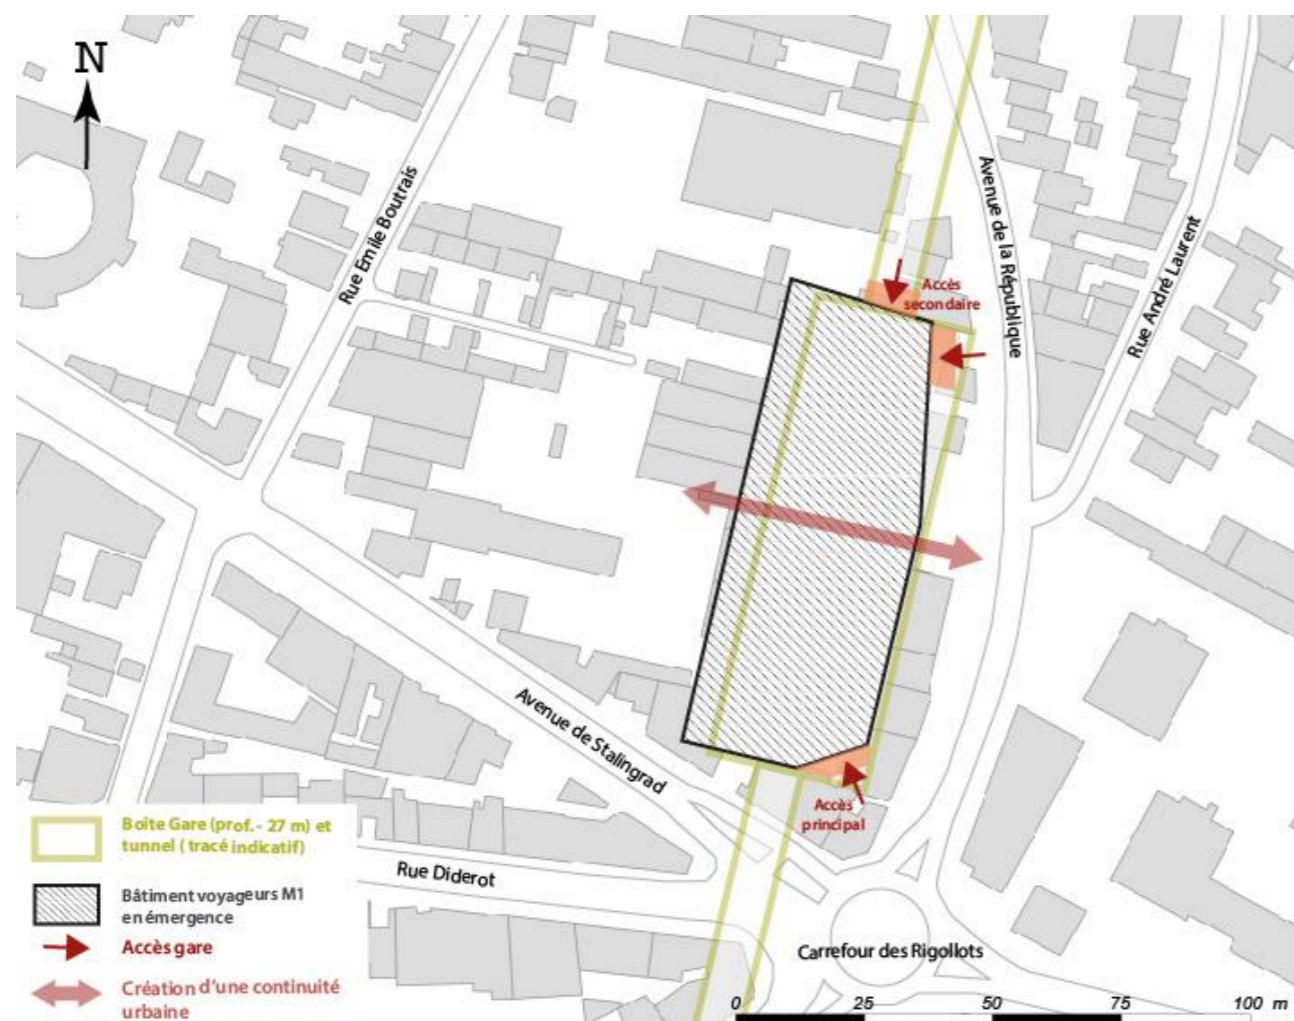 N
Rue Emile Boutrais
Avenue de la République
Rue André Laurent
Accès
secondaire
Avenue de Stalingrad
Accès
principal
Boîte Gare (prof.- 27 m) et
tunnel ( tracé indicatif)
Rue Diderot
Bâtiment voyageurs M1
en émergence
Accès gare
Carrefour des Rigollots
Création d'une continuité
urbaine
0 25 50 75 100 m